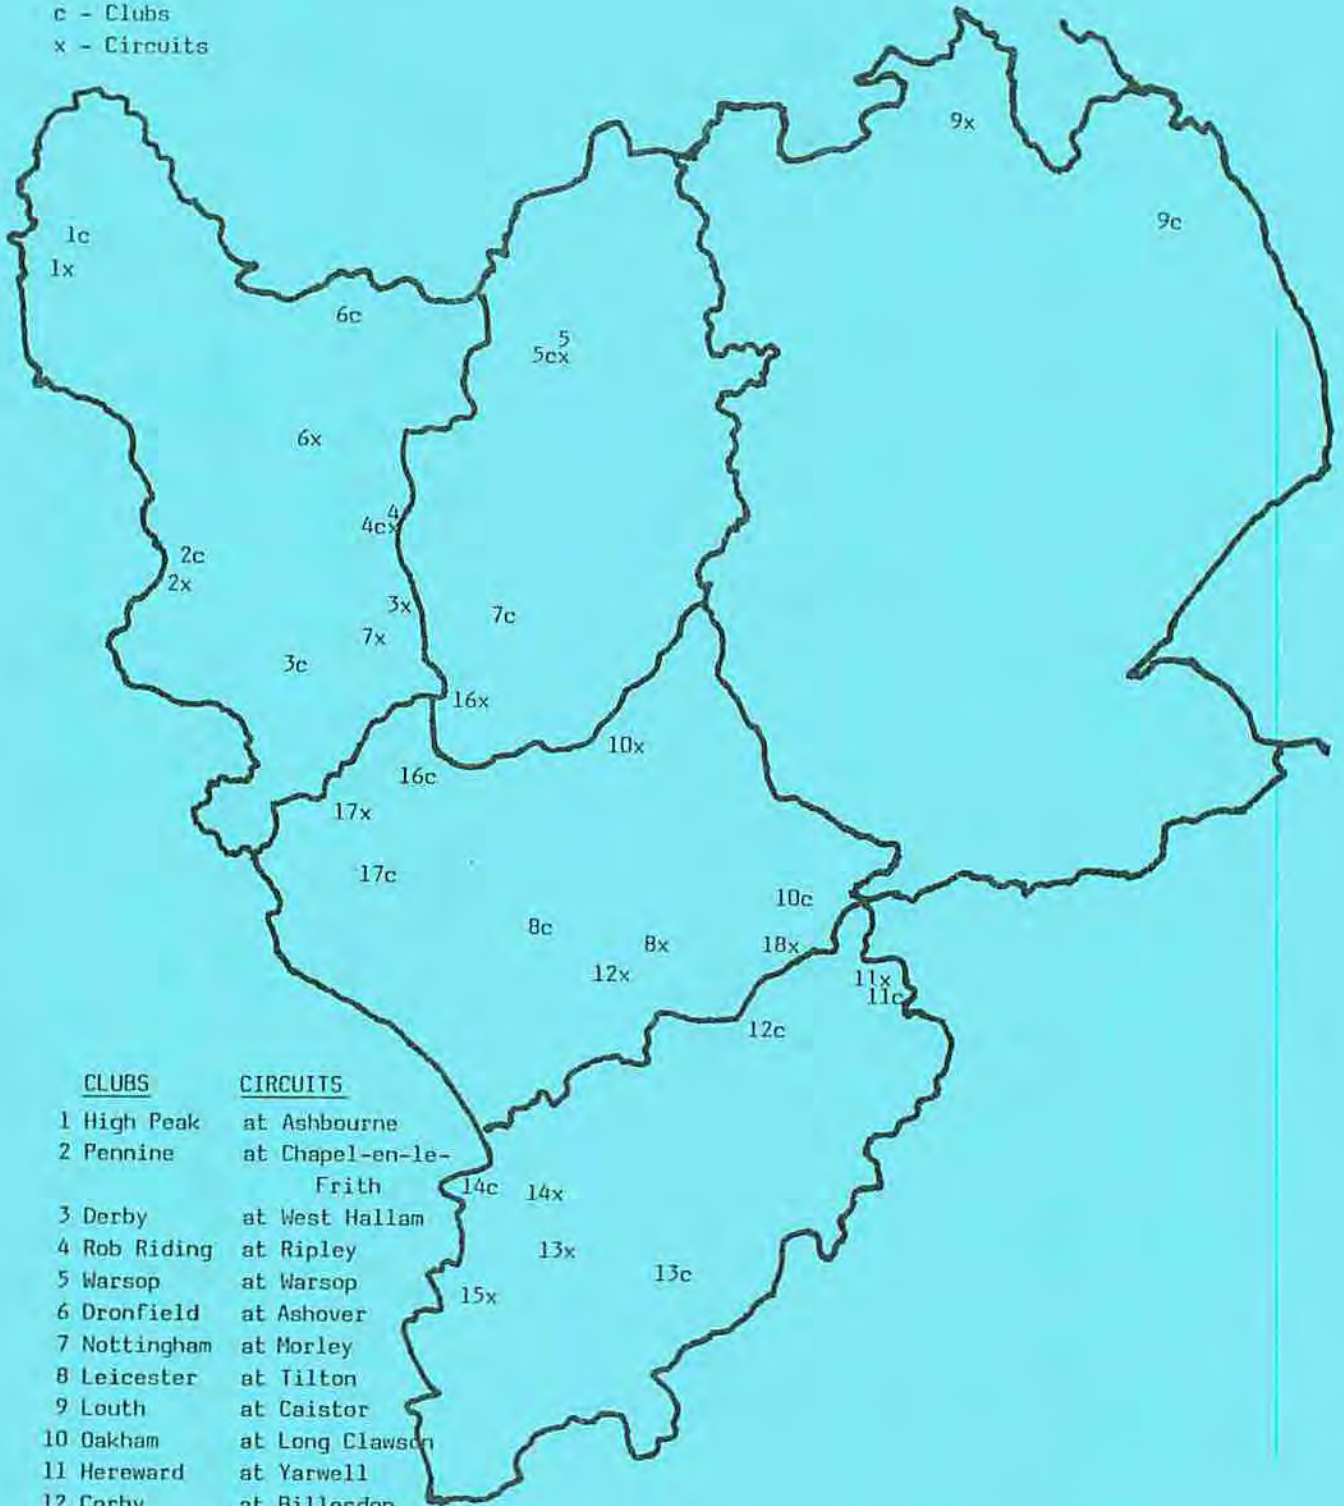 c - Clubs
x - Circuits
9x
9c
1c
1x
6c
5
5cx
6x
4
4cx
2c
2x
3x
7c
7x
3c
16x
10x
16c
17x
17c
10c
8c
8x
18x
12x
11x
11c
12c
CLUBS CIRCUITS
1 High Peak at Ashbourne
2 Pennine at Chapel-en-le-
Frith
3 Derby at West Hallam
4 Rob Riding at Ripley
5 Warsop at Warsop
6 Dronfield at Ashover
7 Nottingham at Morley
8 Leicester at Tilton
9 Louth at Caistor
10 Oakham at Long Clawson
11 Hereward at Yarwell
12 Corby at Billesdon
14c
14x
13x
13c
15x